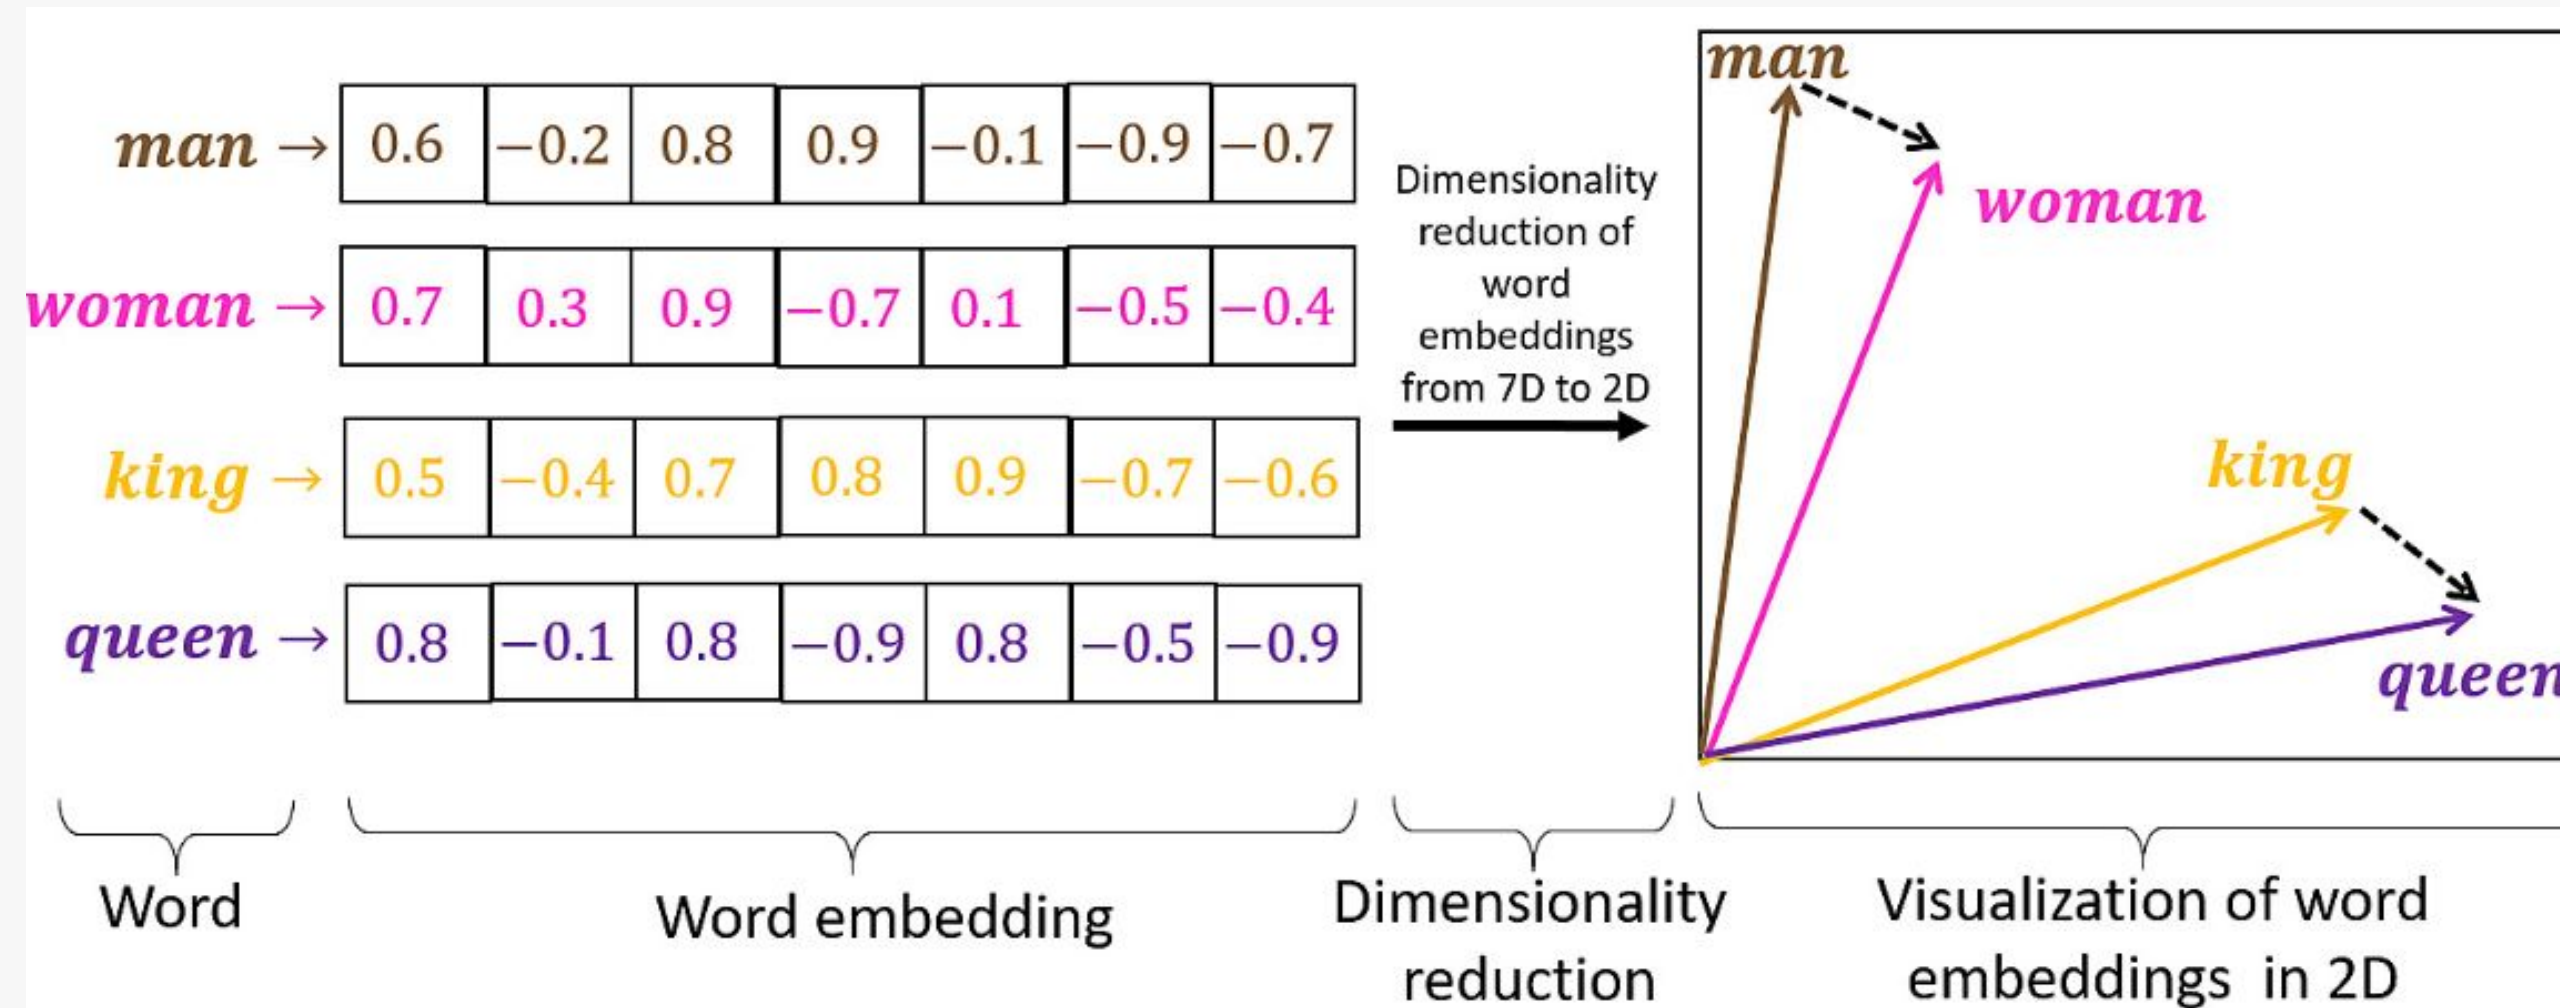 man → 0.6 −0.2 0.8 0.9 −0.1 −0.9 −0.7
woman → 0.7 0.3 0.9 −0.7 0.1 −0.5 −0.4
king → 0.5 −0.4 0.7 0.8 0.9 −0.7 −0.6
queen → 0.8 −0.1 0.8 −0.9 0.8 −0.5 −0.9
Dimensionality
reduction of
word
embeddings
from 7D to 2D
man
woman
king
queen
Word
Word embedding
Dimensionality
reduction
Visualization of word
embeddings in 2D